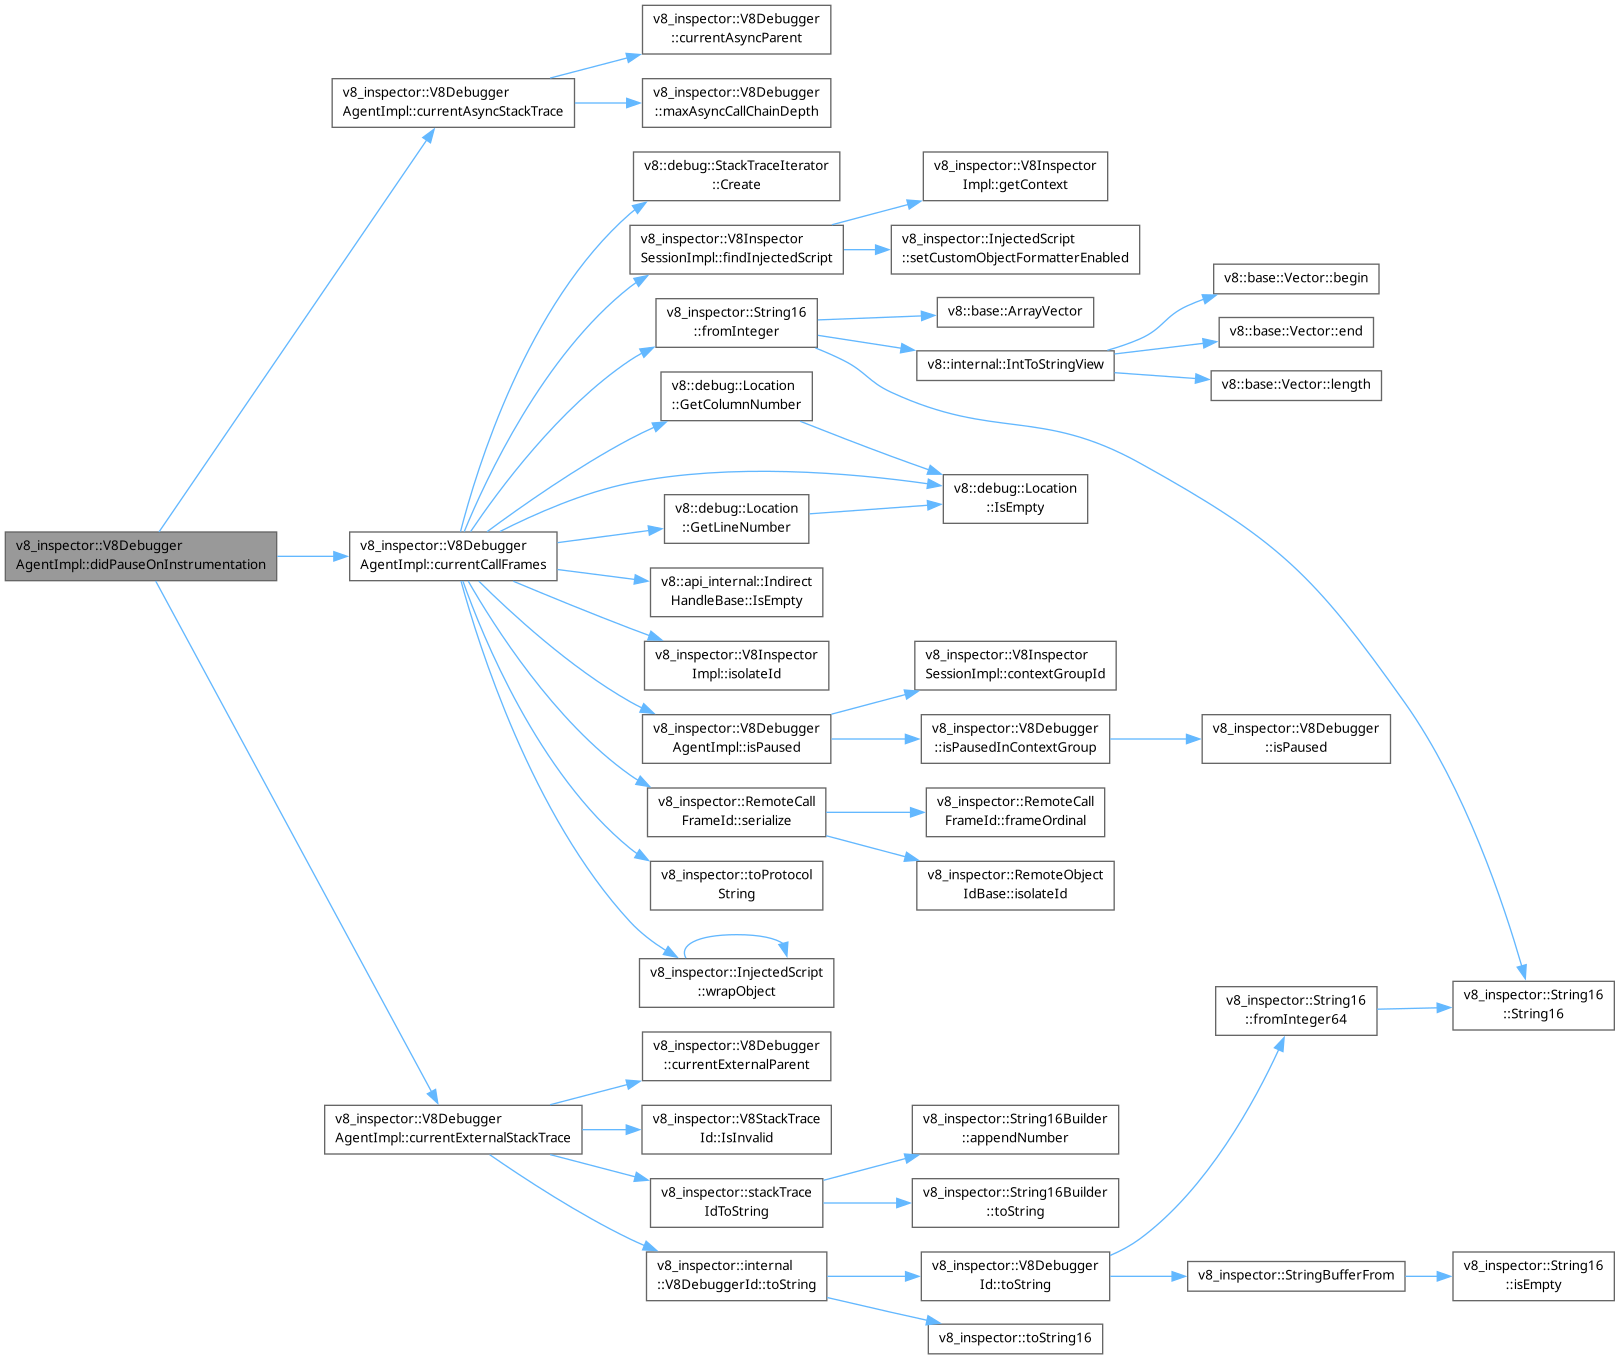 v8_inspector::V8Debugger
::currentAsyncParent
v8_inspector::V8Debugger
AgentImpl::currentAsyncStackTrace
v8_inspector::V8Debugger
::maxAsyncCallChainDepth
v8::debug::StackTraceIterator
::Create
v8_inspector::V8Inspector
Impl::getContext
v8_inspector::V8Inspector
SessionImpl::findInjectedScript
v8_inspector::InjectedScript
::setCustomObjectFormatterEnabled
v8::base::Vector::begin
v8_inspector::String16
::fromInteger
v8::base::ArrayVector
v8::base::Vector::end
v8::internal::IntToStringView
v8::base::Vector::length
v8::debug::Location
::GetColumnNumber
v8::debug::Location
::IsEmpty
v8::debug::Location
::GetLineNumber
v8_inspector::V8Debugger
AgentImpl::didPauseOnInstrumentation
v8_inspector::V8Debugger
AgentImpl::currentCallFrames
v8::api_internal::Indirect
HandleBase::IsEmpty
v8_inspector::V8Inspector
Impl::isolateId
v8_inspector::V8Inspector
SessionImpl::contextGroupId
v8_inspector::V8Debugger
AgentImpl::isPaused
v8_inspector::V8Debugger
::isPausedInContextGroup
v8_inspector::V8Debugger
::isPaused
v8_inspector::RemoteCall
FrameId::serialize
v8_inspector::RemoteCall
FrameId::frameOrdinal
v8_inspector::toProtocol
String
v8_inspector::RemoteObject
IdBase::isolateId
v8_inspector::InjectedScript
::wrapObject
v8_inspector::String16
::fromInteger64
v8_inspector::String16
::String16
v8_inspector::V8Debugger
::currentExternalParent
v8_inspector::V8Debugger
AgentImpl::currentExternalStackTrace
v8_inspector::V8StackTrace
Id::IsInvalid
v8_inspector::String16Builder
::appendNumber
v8_inspector::stackTrace
IdToString
v8_inspector::String16Builder
::toString
v8_inspector::internal
::V8DebuggerId::toString
v8_inspector::V8Debugger
Id::toString
v8_inspector::StringBufferFrom
v8_inspector::String16
::isEmpty
v8_inspector::toString16